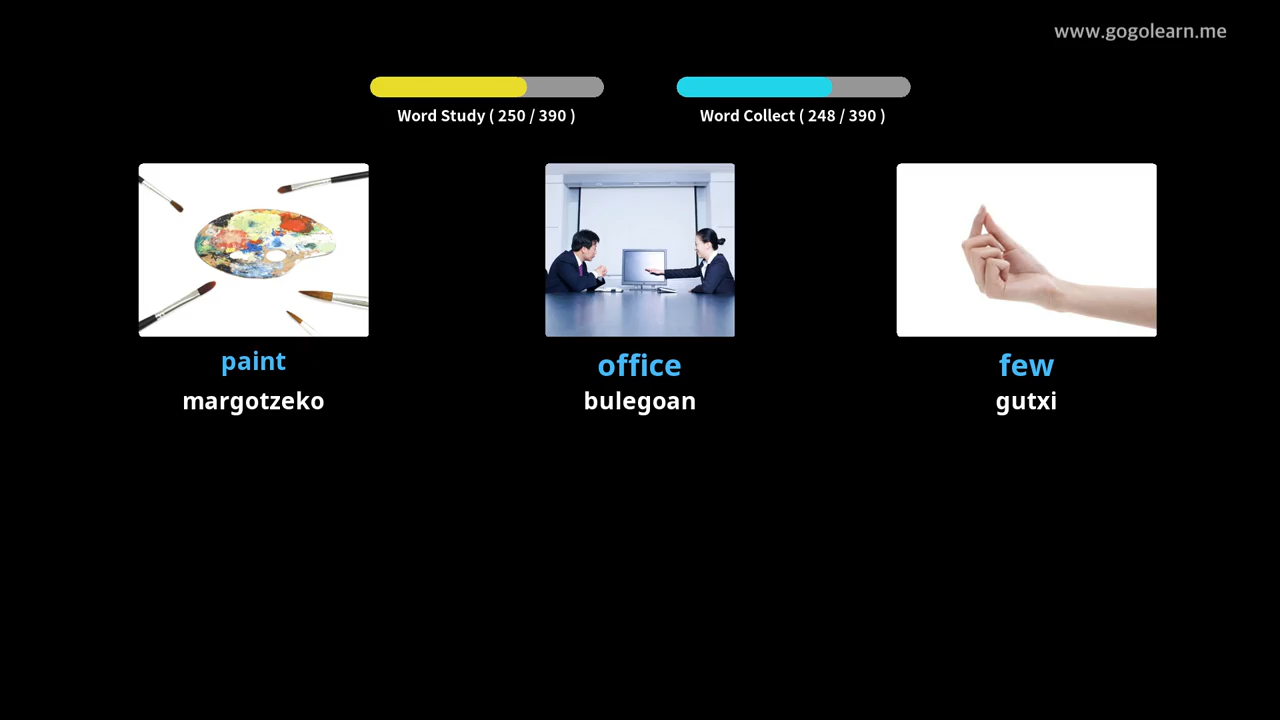 www.gogolearn.me
Word Study ( 250 / 390 )
Word Collect ( 248 / 390 )
paint
office
few
margotzeko
bulegoan
gutxi